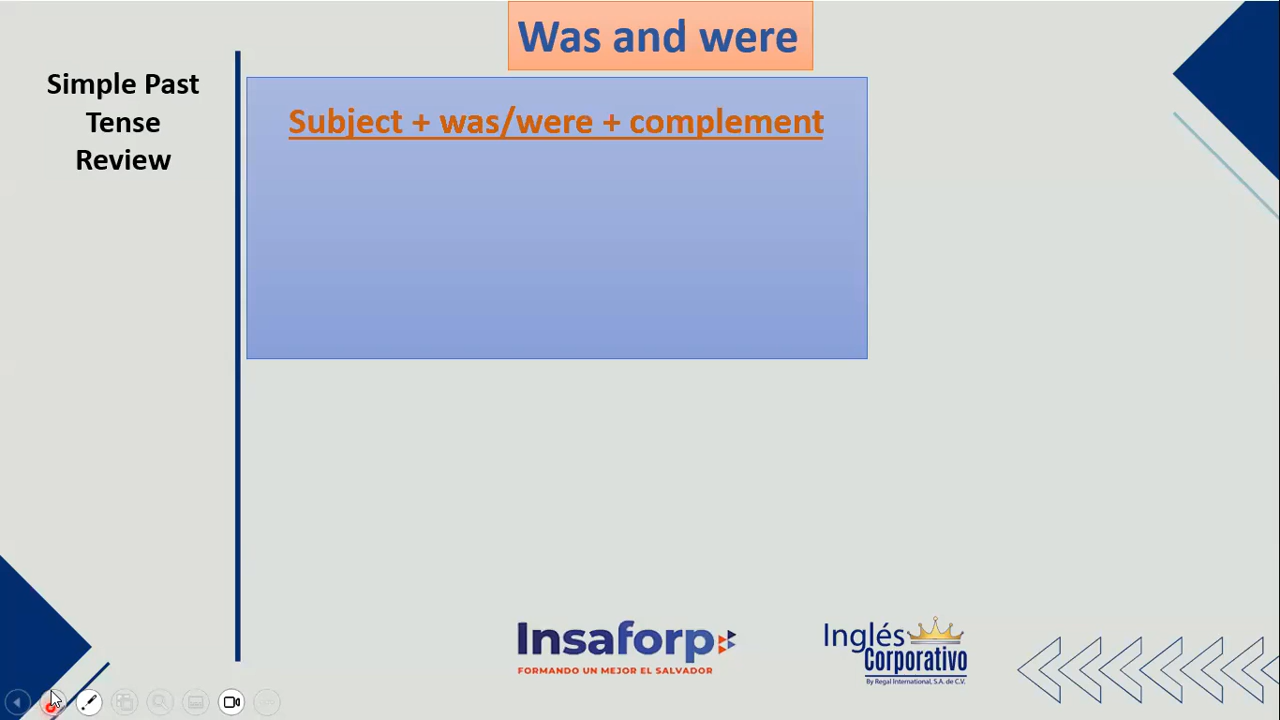 Was and were
Simple Past
Tense
Review
Subject + was/were + complement
Insaforp
FORMANDO UN MEJOR EL SALVADOR
Inglés
Corporativo
By Regal International, S.A. de C.V.